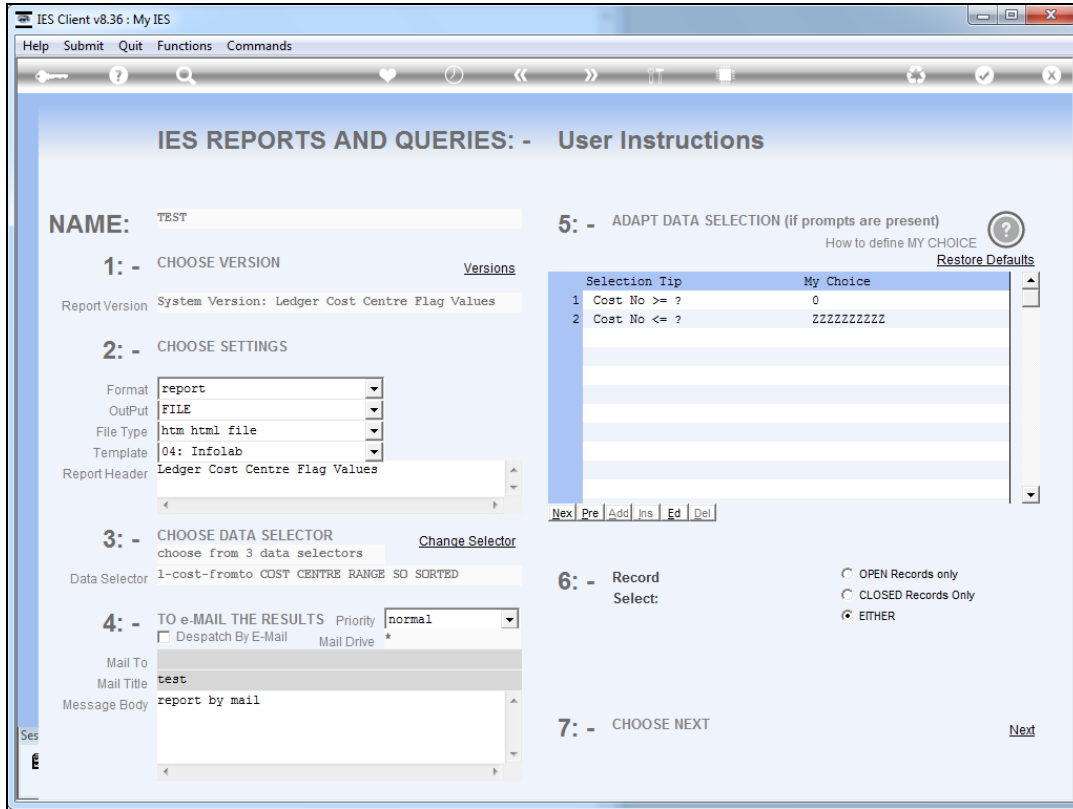 IES Client v8.36 : My IES
Help Submit Quit Functions Commands
IES REPORTS AND QUERIES: - User Instructions
NAME: TEST
1: - CHOOSE VERSION Versions
Report Version System Version: Ledger Cost Centre Flag Values
2: - CHOOSE SETTINGS
Format report
OutPut FILE
File Type htm html file
Template 04: Infolab
Report Header Ledger Cost Centre Flag Values
3: - CHOOSE DATA SELECTOR Change Selector
choose from 3 data selectors
Data Selector l-cost-fromto COST CENTRE RANGE SO SORTED
4: - TO e-MAIL THE RESULTS Priority normal
Despatch By E-Mail Mail Drive *
Mail To
Mail Title test
Message Body report by mail
5: - ADAPT DATA SELECTION (if prompts are present)
How to define MY CHOICE
Restore Defaults
Selection Tip My Choice
1 Cost No >= ? 0
2 Cost No <= ? ZZZZZZZZZZ
Nex Pre Add Ins Ed Del
6: - Record Select:
OPEN Records only
CLOSED Records Only
EITHER
7: - CHOOSE NEXT Next